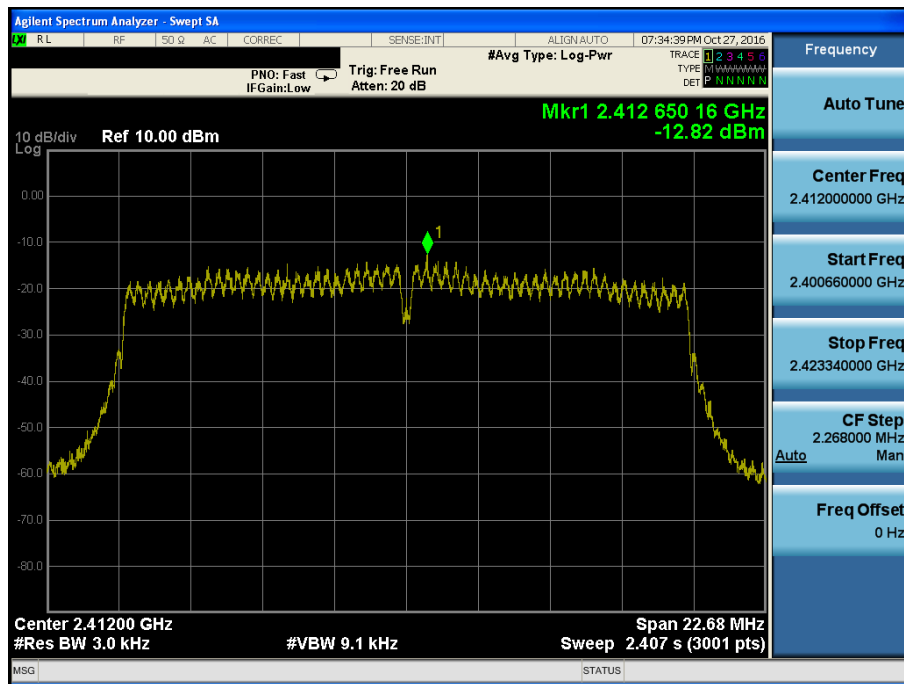 Agilent Spectrum Analyzer - Swept SA
LXI RL RF 50 Ω AC CORREC SENSE:INT ALIGN AUTO 07:34:39 PM Oct 27, 2016
#Avg Type: Log-Pwr TRACE 1 2 3 4 5 6
PNO: Fast Trig: Free Run TYPE M WWWWW
IFGain:Low Atten: 20 dB DET P N N N N N
Mkr1 2.412 650 16 GHz
10 dB/div Ref 10.00 dBm -12.82 dBm
Log
0.00
-10.0
1
-20.0
-30.0
-40.0
-50.0
-60.0
-70.0
-80.0
Center 2.41200 GHz Span 22.68 MHz
#Res BW 3.0 kHz #VBW 9.1 kHz Sweep 2.407 s (3001 pts)
MSG STATUS
Frequency
Auto Tune
Center Freq
2.412000000 GHz
Start Freq
2.400660000 GHz
Stop Freq
2.423340000 GHz
CF Step
2.268000 MHz
Auto Man
Freq Offset
0 Hz